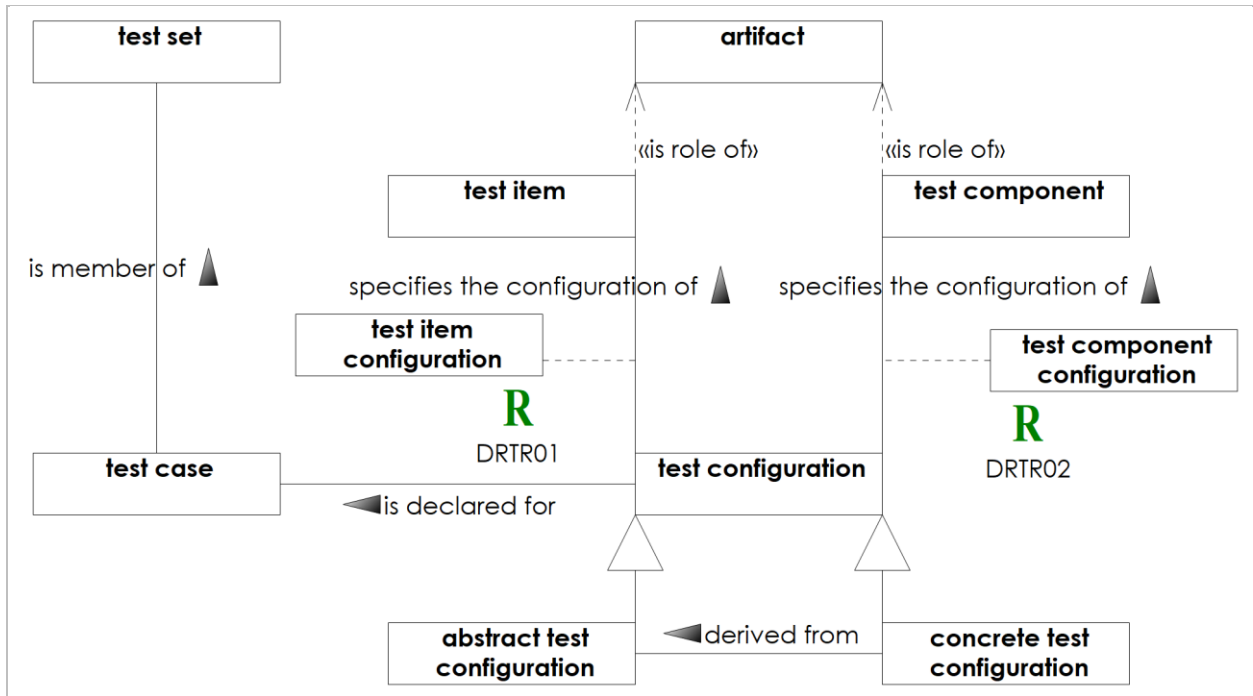 test set
artifact
«is role of»
«is role of»
test item
test component
is member of
specifies the configuration of
specifies the configuration of
test item
configuration
test component
configuration
R
DRTR01
R
DRTR02
test case
test configuration
is declared for
abstract test
configuration
derived from
concrete test
configuration